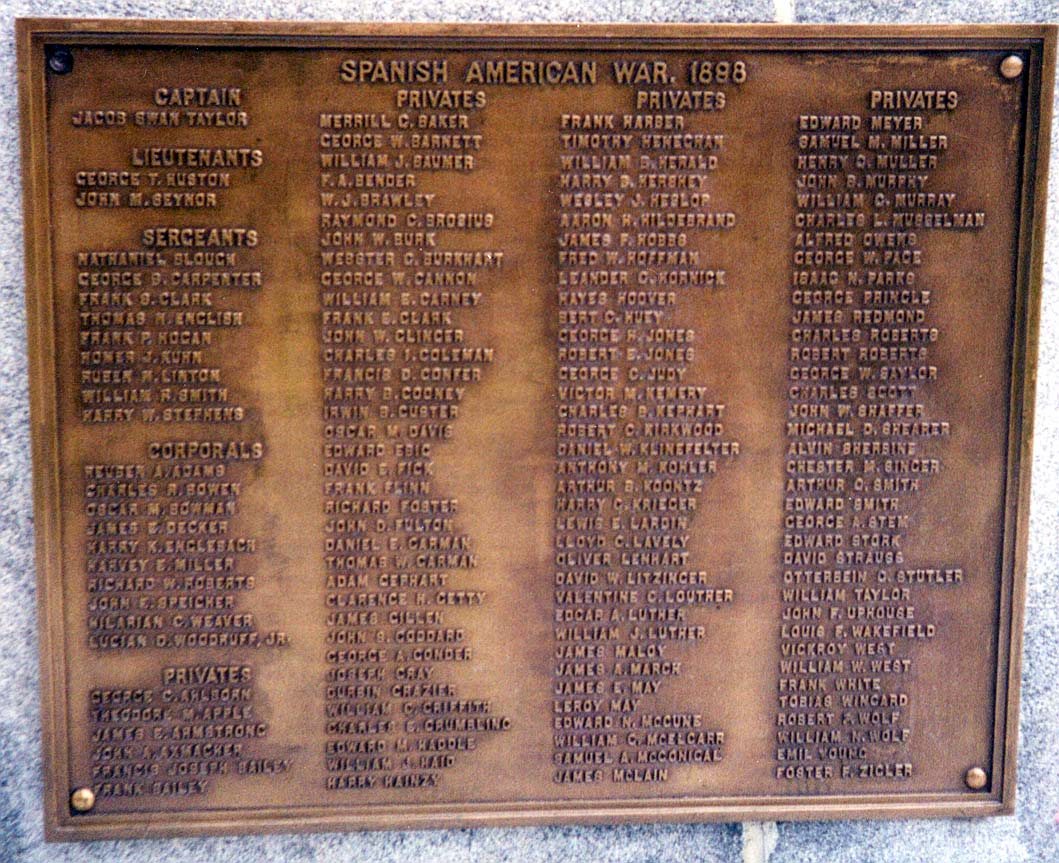 SPANISH AMERICAN WAR. 1898
CAPTAIN
JACOB SWAN TAYLOR
LIEUTENANTS
GEORGE T. HUSTON
JOHN M. SEYNOR
SERGEANTS
NATHANIEL BLOUGH
GEORGE S. CARPENTER
FRANK S. CLARK
THOMAS N. ENGLISH
FRANK P. HOGAN
HOMER J. KUHN
RUBEN M. LINTON
WILLIAM R. SMITH
HARRY W. STEPHENS
CORPORALS
REUBEN A. ADAMS
CHARLES R. BOWEN
OSCAR M. BOWMAN
JAMES E. DECKER
HARRY K. ENGLEBACH
HARVEY E. MILLER
RICHARD W. ROBERTS
JOHN E. SPEICHER
HILARIAN C. WEAVER
LUCIAN D. WOODRUFF, JR.
PRIVATES
GEORGE C. AHLBORN
THEODORE M. APPLE
JAMES E. ARMSTRONG
JOHN A. AYMACKER
FRANCIS JOSEPH BAILEY
FRANK BAILEY
PRIVATES
MERRILL C. BAKER
GEORGE W. BARNETT
WILLIAM J. BAUMER
F. A. BENDER
W. J. BRAWLEY
RAYMOND C. BROSIUS
JOHN W. BURK
WEBSTER C. BURKHART
GEORGE W. CANNON
WILLIAM E. CARNEY
FRANK E. CLARK
JOHN W. CLINGER
CHARLES I. COLEMAN
FRANCIS D. CONFER
HARRY B. COONEY
IRWIN B. CUSTER
OSCAR M. DAVIS
EDWARD EBIG
DAVID E. FICK
FRANK FLINN
RICHARD FOSTER
JOHN D. FULTON
DANIEL E. GARMAN
THOMAS W. GARMAN
ADAM GEPHART
CLARENCE H. GETTY
JAMES GILLEN
JOHN S. GODDARD
GEORGE A. GONDER
JOSEPH GRAY
DURBIN GRAZIER
WILLIAM C. GRIFFITH
CHARLES E. GRUMBLING
EDWARD M. HADDLE
WILLIAM J. HAID
HARRY HAINZY
PRIVATES
FRANK HARBER
TIMOTHY HENEGHAN
WILLIAM B. HERALD
HARRY D. HERSHEY
WESLEY J. HESLOP
AARON H. HILDEBRAND
JAMES F. HOBBS
FRED W. HOFFMAN
LEANDER C. HORNICK
HAYES HOOVER
BERT C. HUEY
GEORGE H. JONES
ROBERT E. JONES
GEORGE C. JUDY
VICTOR M. KEMERY
CHARLES B. KEPHART
ROBERT C. KIRKWOOD
DANIEL W. KLINEFELTER
ANTHONY M. KOHLER
ARTHUR B. KOONTZ
HARRY C. KRIEGER
LEWIS E. LARDIN
LLOYD C. LAVELY
OLIVER LENHART
DAVID W. LITZINGER
VALENTINE C. LOUTHER
EDGAR A. LUTHER
WILLIAM J. LUTHER
JAMES MALOY
JAMES A. MARCH
JAMES E. MAY
LEROY MAY
EDWARD N. McCUNE
WILLIAM C. McELCARR
SAMUEL A. McGONIGAL
JAMES McLAIN
PRIVATES
EDWARD MEYER
SAMUEL M. MILLER
HENRY C. MULLER
JOHN B. MURPHY
WILLIAM C. MURRAY
CHARLES L. MUSSELMAN
ALFRED OWENS
GEORGE W. PAGE
ISAAC N. PARKS
GEORGE PRINGLE
JAMES REDMOND
CHARLES ROBERTS
ROBERT ROBERTS
GEORGE W. SAYLOR
CHARLES SCOTT
JOHN W. SHAFFER
MICHAEL D. SHEARER
ALVIN SHERBINE
CHESTER M. SINGER
ARTHUR O. SMITH
EDWARD SMITH
GEORGE A. STEM
EDWARD STORK
DAVID STRAUSS
OTTERBEIN O. STUTLER
WILLIAM TAYLOR
JOHN F. UPHOUSE
LOUIS F. WAKEFIELD
VICKROY WEST
WILLIAM W. WEST
FRANK WHITE
TOBIAS WINGARD
ROBERT F. WOLF
WILLIAM N. WOLF
EMIL YOUNG
FOSTER F. ZIGLER